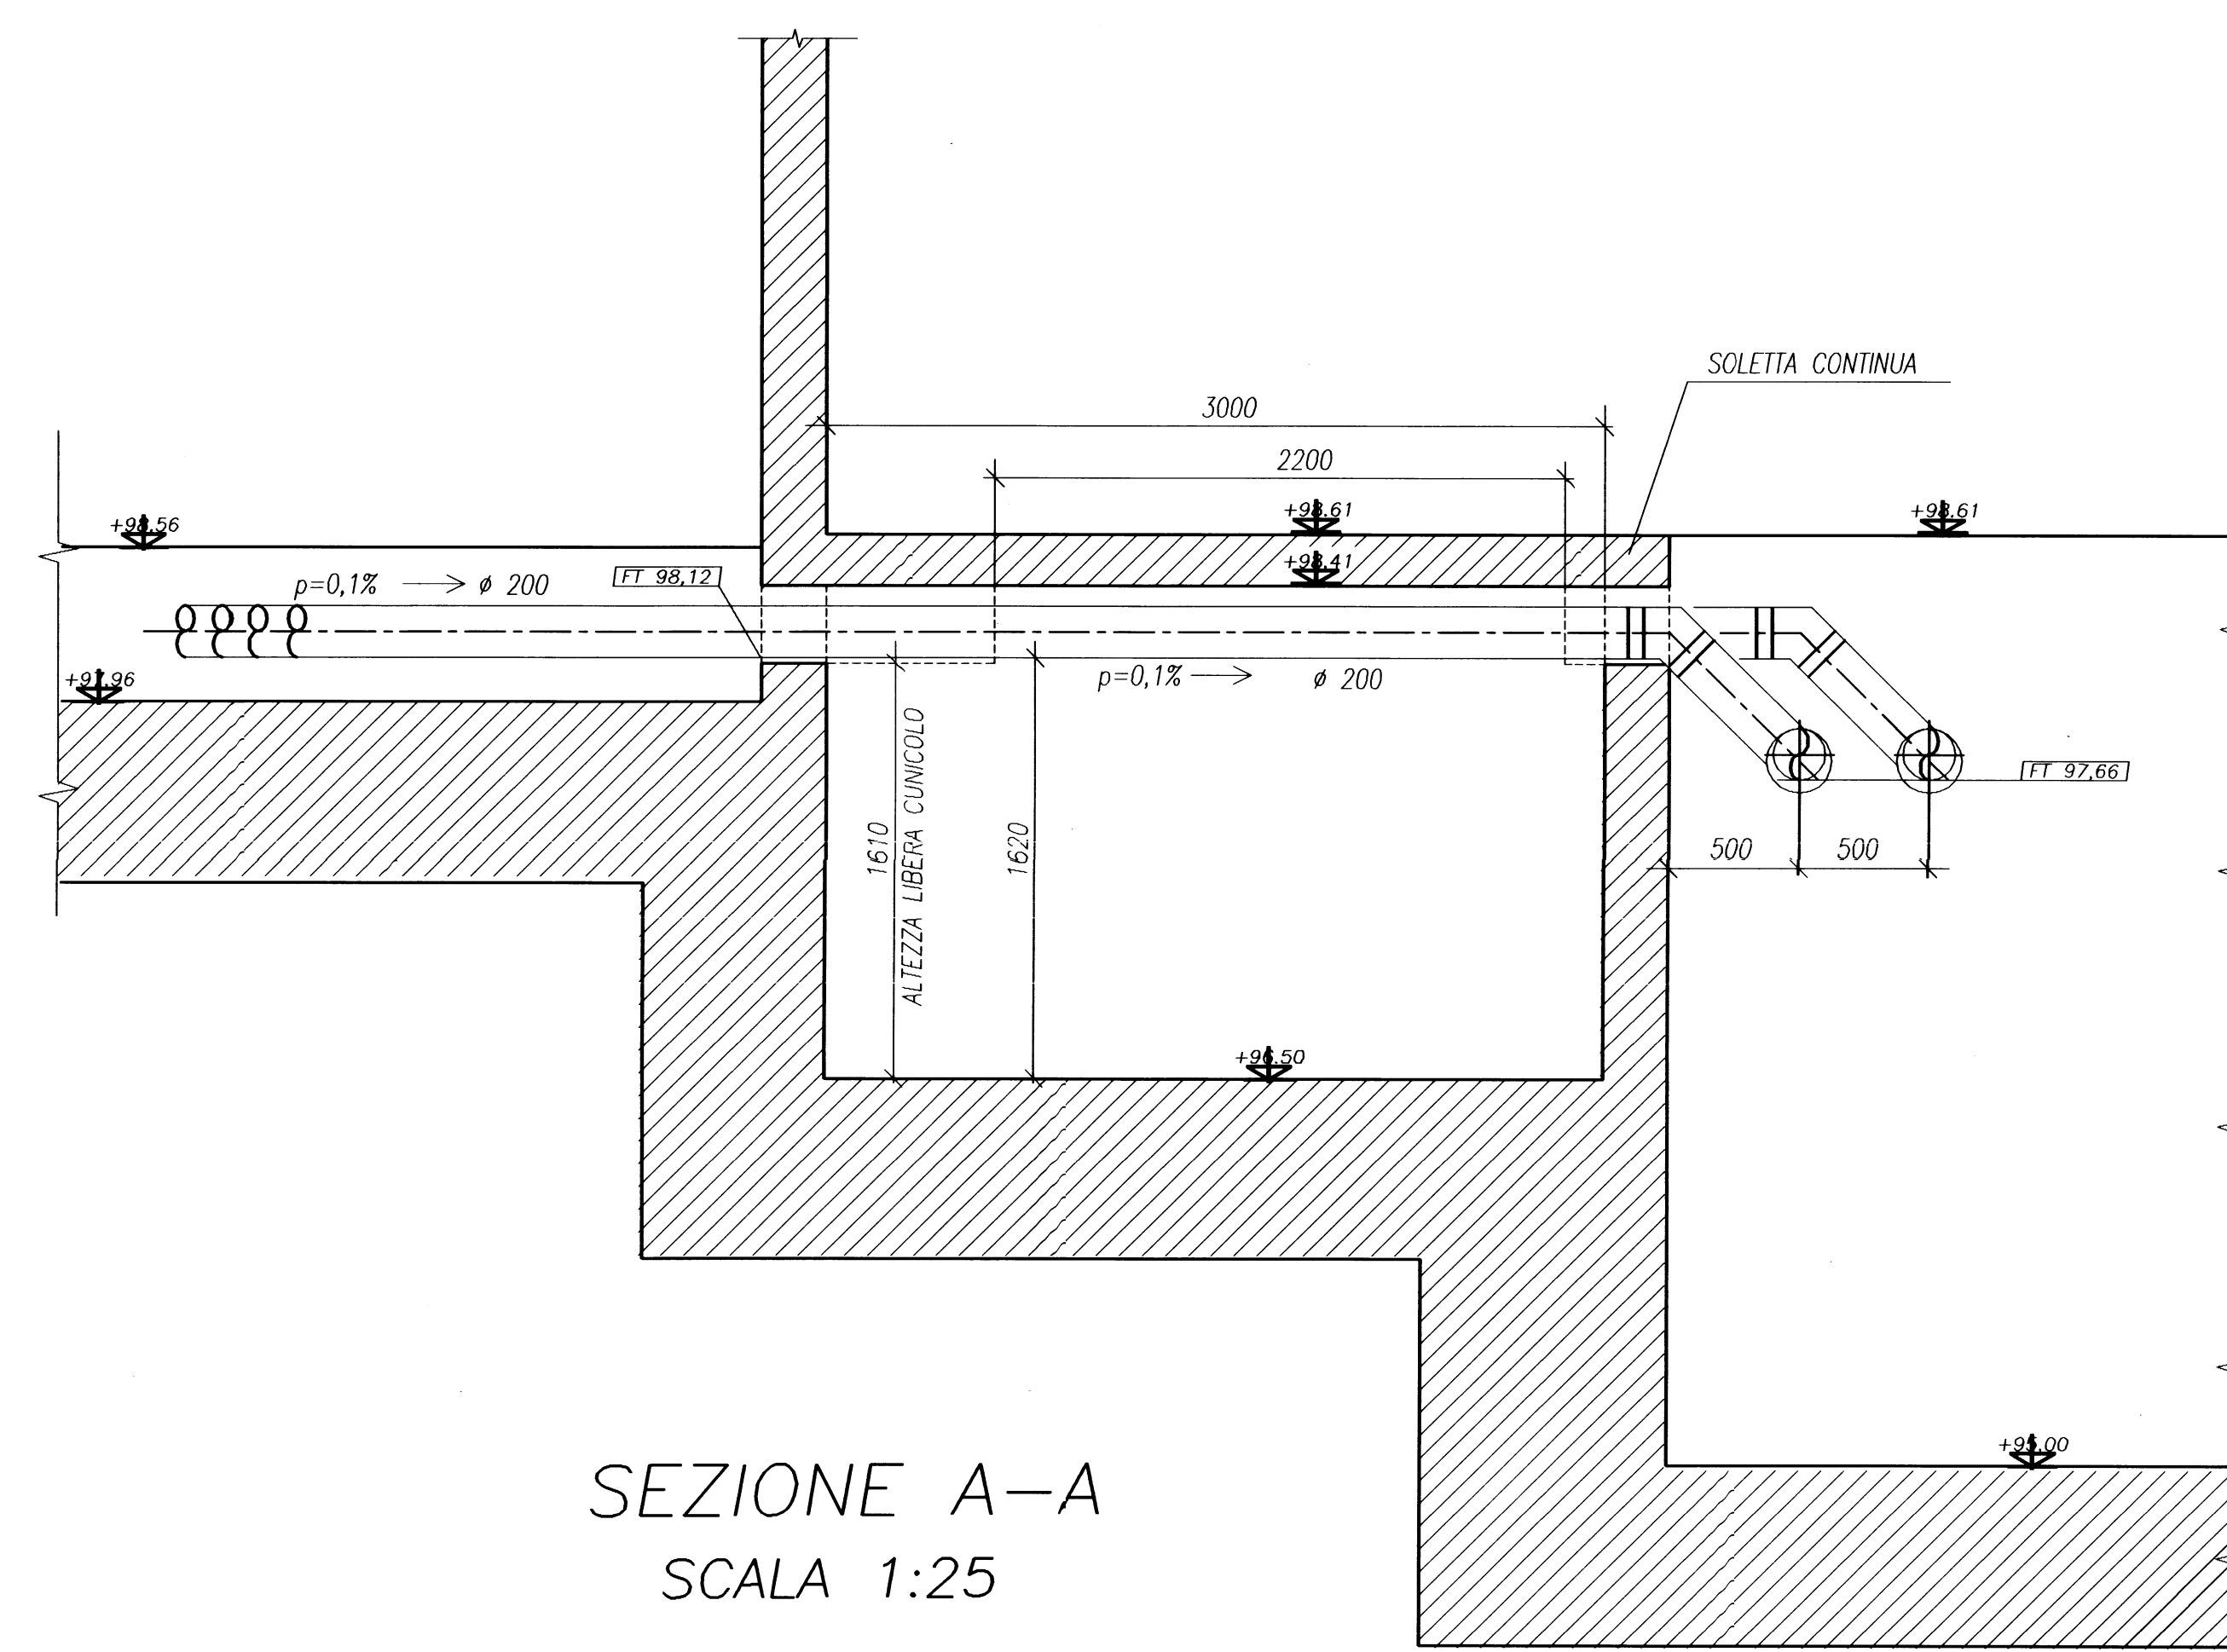 SOLETTA CONTINUA
3000
2200
+98.56
+98.61
+98.61
+98.41
p=0,1%
ø 200
FT 98,12
+97.96
p=0,1%
ø 200
1610
ALTEZZA LIBERA CUNICOLO
1620
FT 97,66
500
500
+96.50
+95.00
SEZIONE A-A
SCALA 1:25